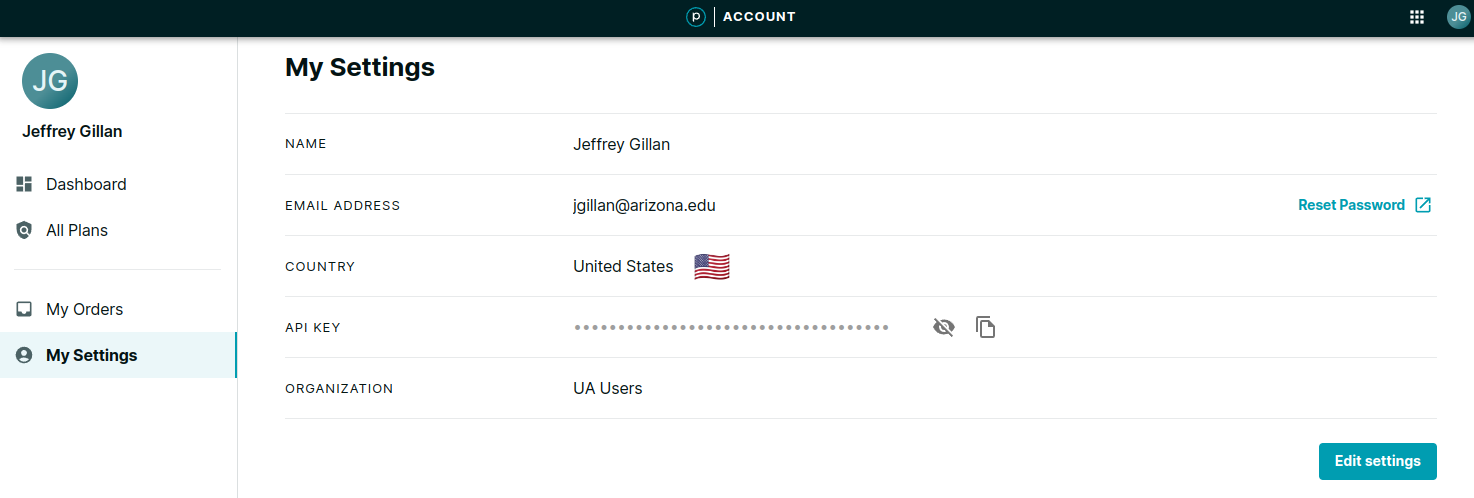 p ACCOUNT
JG
JG
Jeffrey Gillan
Dashboard
All Plans
My Orders
My Settings
My Settings
NAME Jeffrey Gillan
EMAIL ADDRESS jgillan@arizona.edu Reset Password
COUNTRY United States
API KEY ••••••••••••••••••••••••••••••••••••
ORGANIZATION UA Users
Edit settings